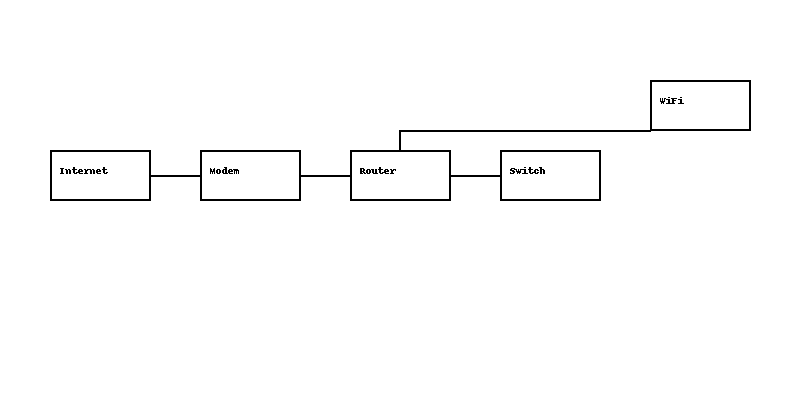 WiFi
Internet
Modem
Router
Switch